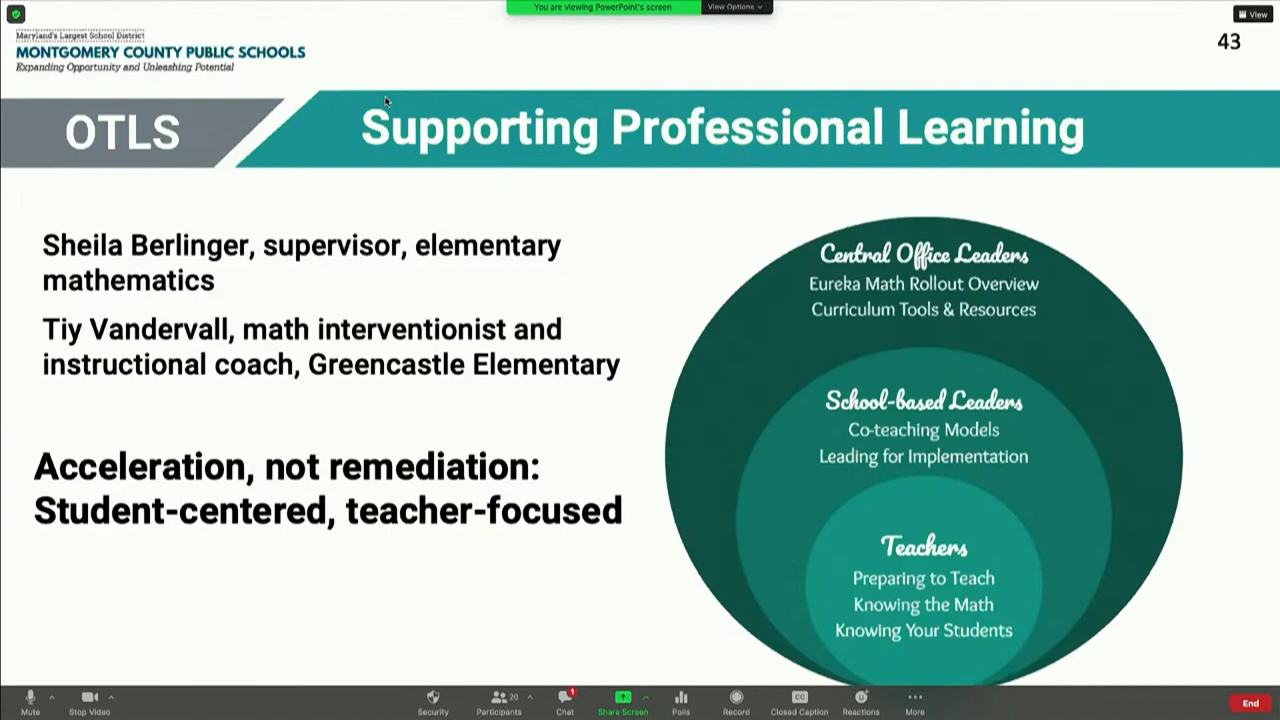 You are viewing PowerPoint's screen
View Options
View
Maryland's Largest School District
MONTGOMERY COUNTY PUBLIC SCHOOLS
Expanding Opportunity and Unleashing Potential
43
OTLS
Supporting Professional Learning
Sheila Berlinger, supervisor, elementary
mathematics
Tiy Vandervall, math interventionist and
instructional coach, Greencastle Elementary
Acceleration, not remediation:
Student-centered, teacher-focused
Central Office Leaders
Eureka Math Rollout Overview
Curriculum Tools & Resources
School-based Leaders
Co-teaching Models
Leading for Implementation
Teachers
Preparing to Teach
Knowing the Math
Knowing Your Students
Mute
Stop Video
Security
Participants
20
Chat
1
Share Screen
Polls
Record
CC
Closed Caption
Reactions
More
End